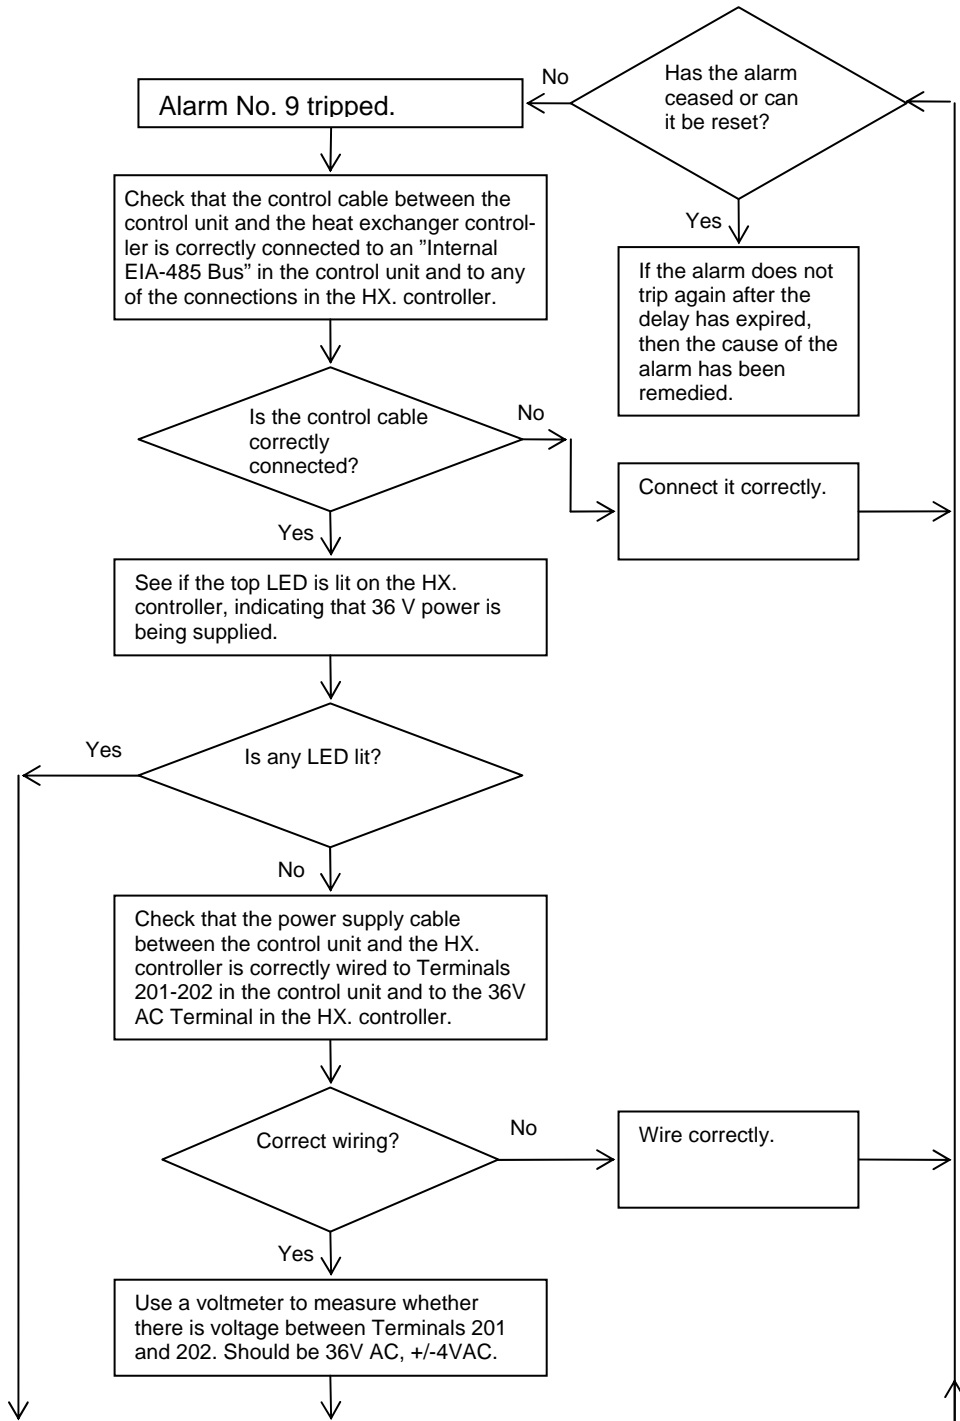 No
Has the alarm
ceased or can
it be reset?
Alarm No. 9 tripped.
Check that the control cable between the
control unit and the heat exchanger control-
ler is correctly connected to an ”Internal
EIA-485 Bus” in the control unit and to any
of the connections in the HX. controller.
Yes
If the alarm does not
trip again after the
delay has expired,
then the cause of the
alarm has been
remedied.
Is the control cable
correctly
connected?
No
Connect it correctly.
Yes
See if the top LED is lit on the HX.
controller, indicating that 36 V power is
being supplied.
Yes
Is any LED lit?
No
Check that the power supply cable
between the control unit and the HX.
controller is correctly wired to Terminals
201-202 in the control unit and to the 36V
AC Terminal in the HX. controller.
Correct wiring?
No
Wire correctly.
Yes
Use a voltmeter to measure whether
there is voltage between Terminals 201
and 202. Should be 36V AC, +/-4VAC.